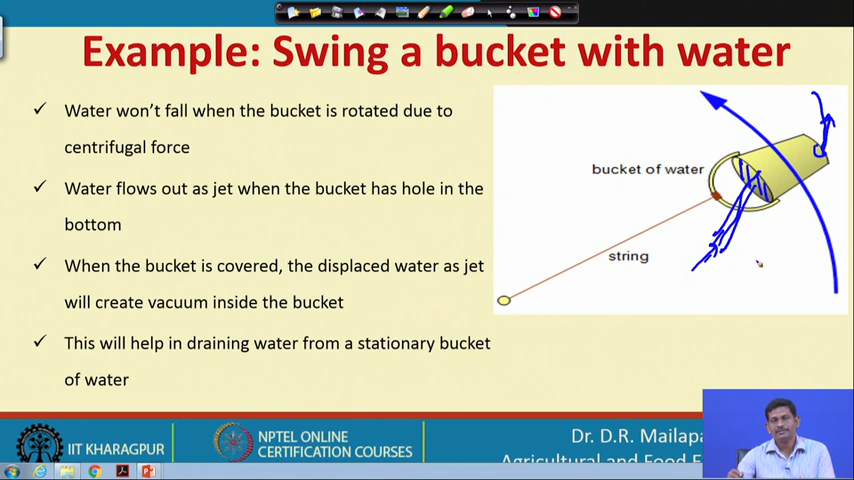 Example: Swing a bucket with water
✓ Water won't fall when the bucket is rotated due to
centrifugal force
✓ Water flows out as jet when the bucket has hole in the
bottom
✓ When the bucket is covered, the displaced water as jet
will create vacuum inside the bucket
✓ This will help in draining water from a stationary bucket
of water
bucket of water
string
IIT KHARAGPUR
NPTEL ONLINE
CERTIFICATION COURSES
Dr. D.R. Mailapa
Agricultural and Food